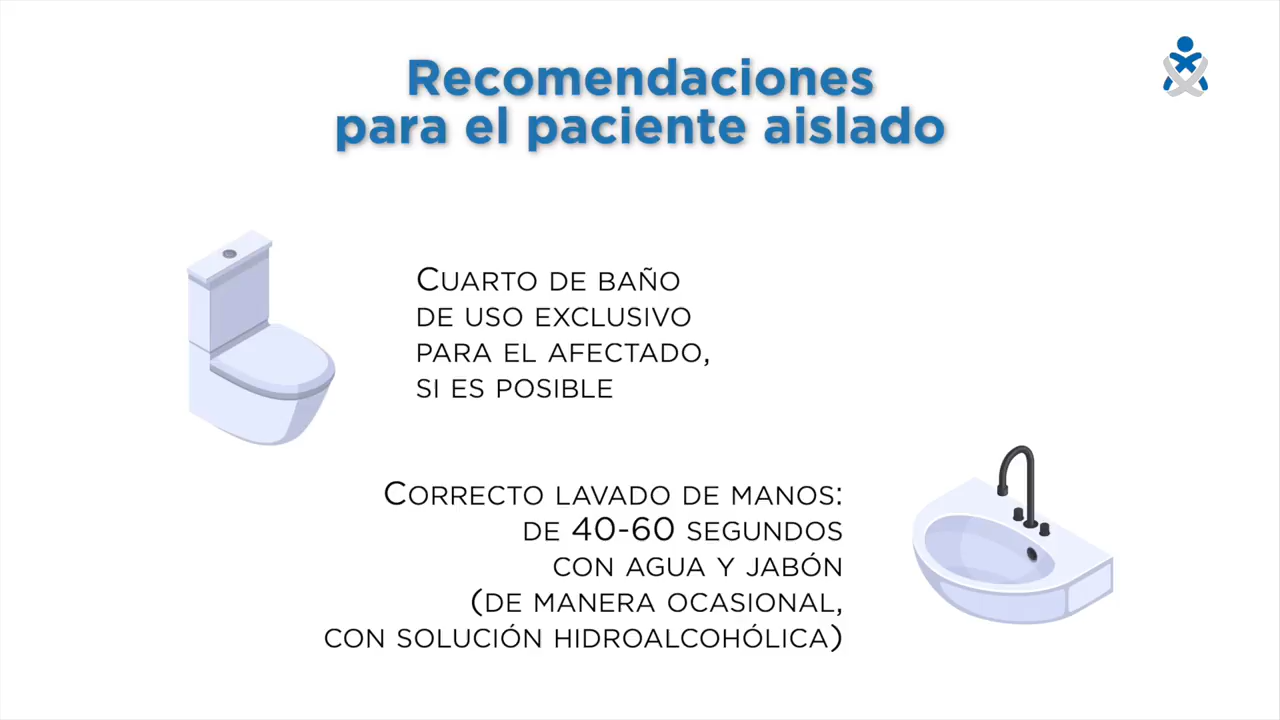 Recomendaciones
para el paciente aislado
Cuarto de baño
de uso exclusivo
para el afectado,
si es posible
Correcto lavado de manos:
de 40-60 segundos
con agua y jabón
(de manera ocasional,
con solución hidroalcohólica)